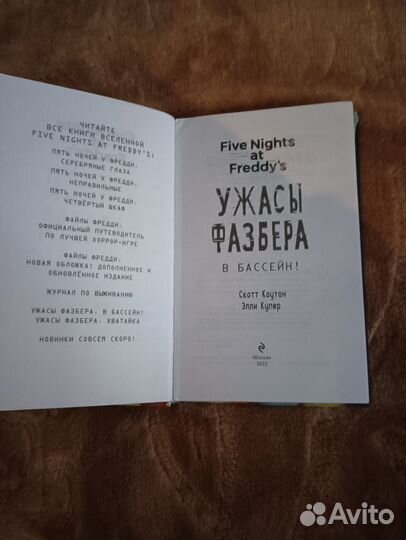 ЧИТАЙТЕ
ВСЕ КНИГИ ВСЕЛЕННОЙ
FIVE NIGHTS AT FREDDY'S:
ПЯТЬ НОЧЕЙ У ФРЕДДИ.
СЕРЕБРЯНЫЕ ГЛАЗА
ПЯТЬ НОЧЕЙ У ФРЕДДИ.
НЕПРАВИЛЬНЫЕ
ПЯТЬ НОЧЕЙ У ФРЕДДИ.
ЧЕТВЁРТЫЙ ШКАФ
ФАЙЛЫ ФРЕДДИ.
ОФИЦИАЛЬНЫЙ ПУТЕВОДИТЕЛЬ
ПО ЛУЧШЕЙ ХОРРОР-ИГРЕ
ФАЙЛЫ ФРЕДДИ.
НОВАЯ ОБЛОЖКА! ДОПОЛНЕННОЕ И
ОБНОВЛЁННОЕ ИЗДАНИЕ
ЖУРНАЛ ПО ВЫЖИВАНИЮ
УЖАСЫ ФАЗБЕРА. В БАССЕЙН!
УЖАСЫ ФАЗБЕРА. ХВАТАЙКА
НОВИНКИ СОВСЕМ СКОРО!
Five Nights
at
Freddy's
УЖАСЫ
ФАЗБЕРА
В БАССЕЙН!
Скотт Коутон
Элли Купер
Москва
2022
Avito